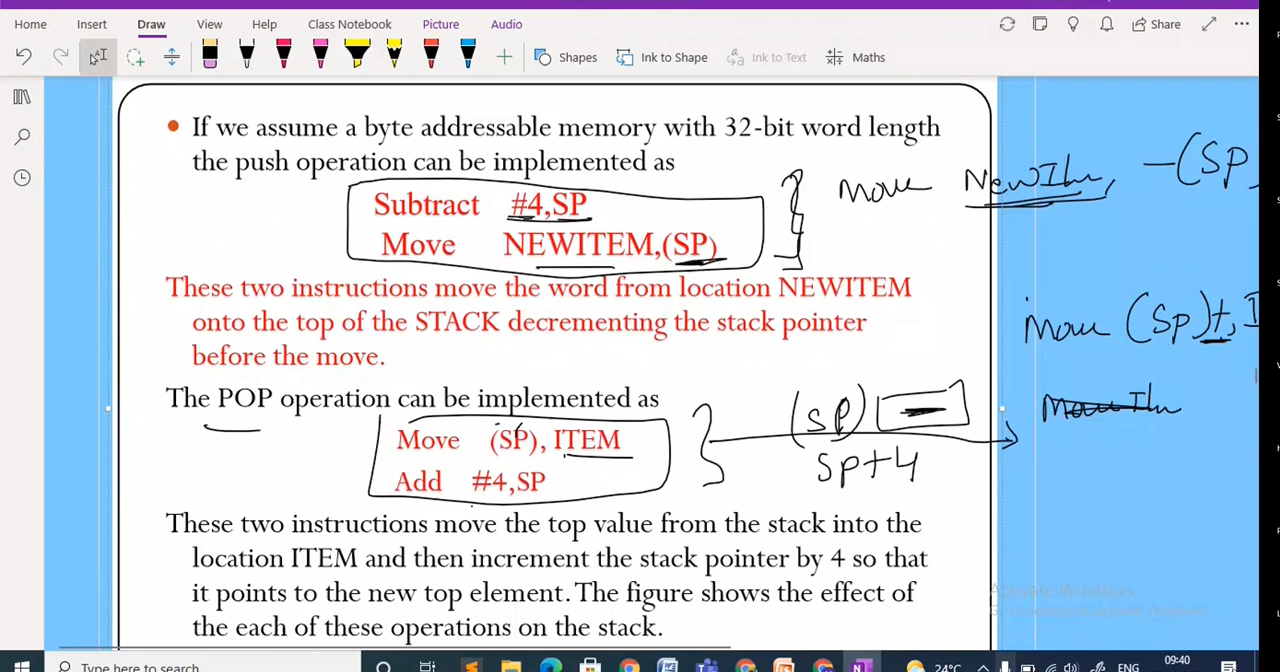 Home Insert Draw View Help Class Notebook Picture Audio Share
Shapes Ink to Shape Ink to Text Maths
• If we assume a byte addressable memory with 32-bit word length
the push operation can be implemented as
Subtract #4,SP
Move NEWITEM,(SP)
move NewItm, -(SP
These two instructions move the word from location NEWITEM
onto the top of the STACK decrementing the stack pointer
before the move.
move (SP)+, I
The POP operation can be implemented as
Move (SP), ITEM
Add #4,SP
(SP)
SP+4
These two instructions move the top value from the stack into the
location ITEM and then increment the stack pointer by 4 so that
it points to the new top element. The figure shows the effect of
the each of these operations on the stack.
Activate Windows
Type here to search
24°C ENG 09:40